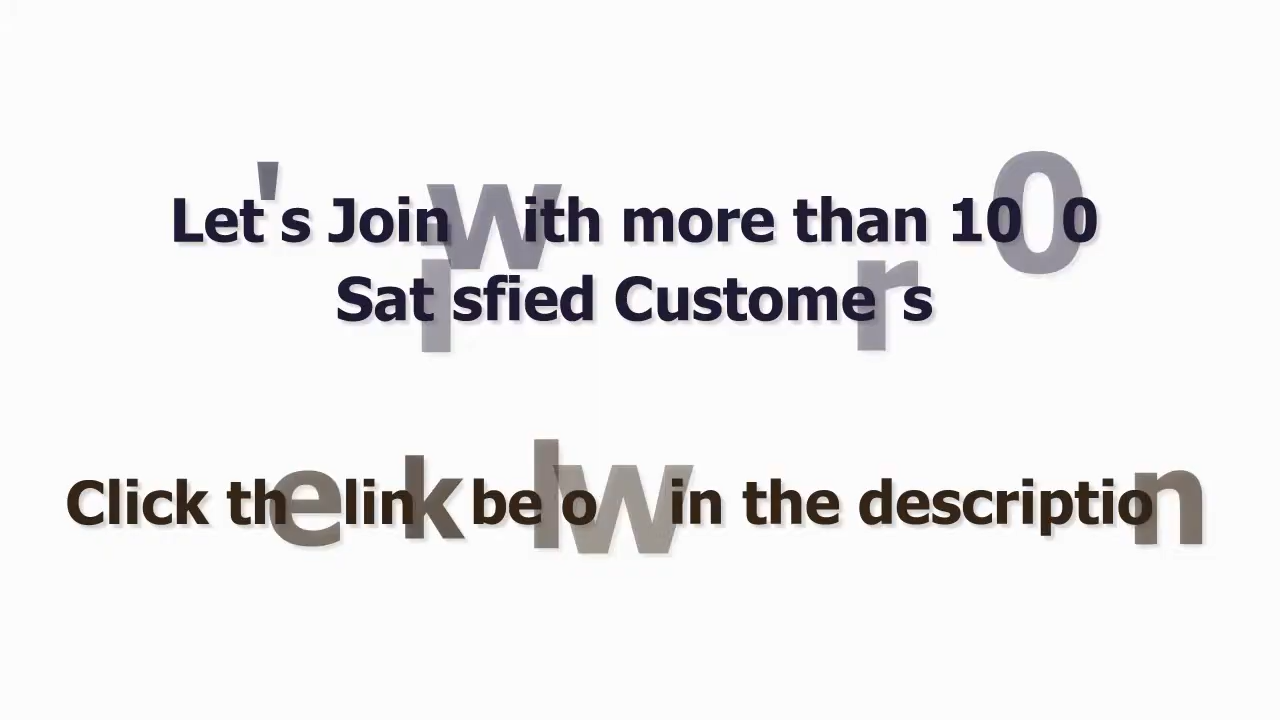 Let's Join with more than 1000
Satisfied Customers
Click the link below in the description